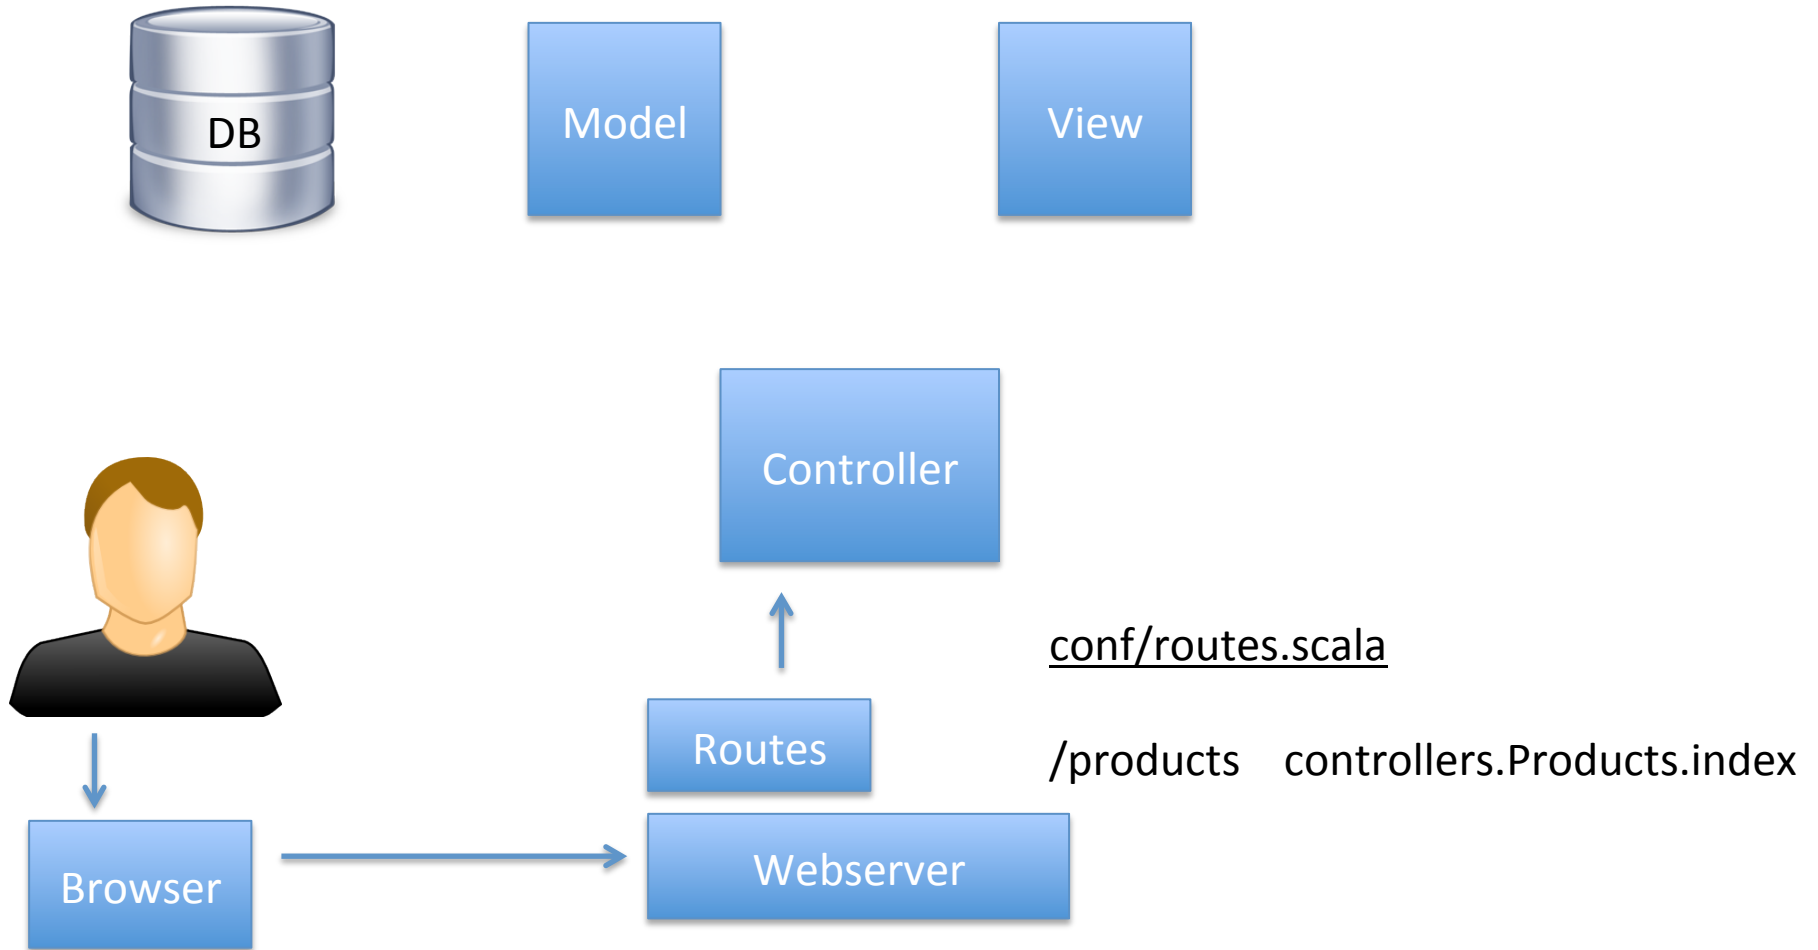 DB
Model
View
Controller
conf/routes.scala
Routes
/products controllers.Products.index
Browser
Webserver